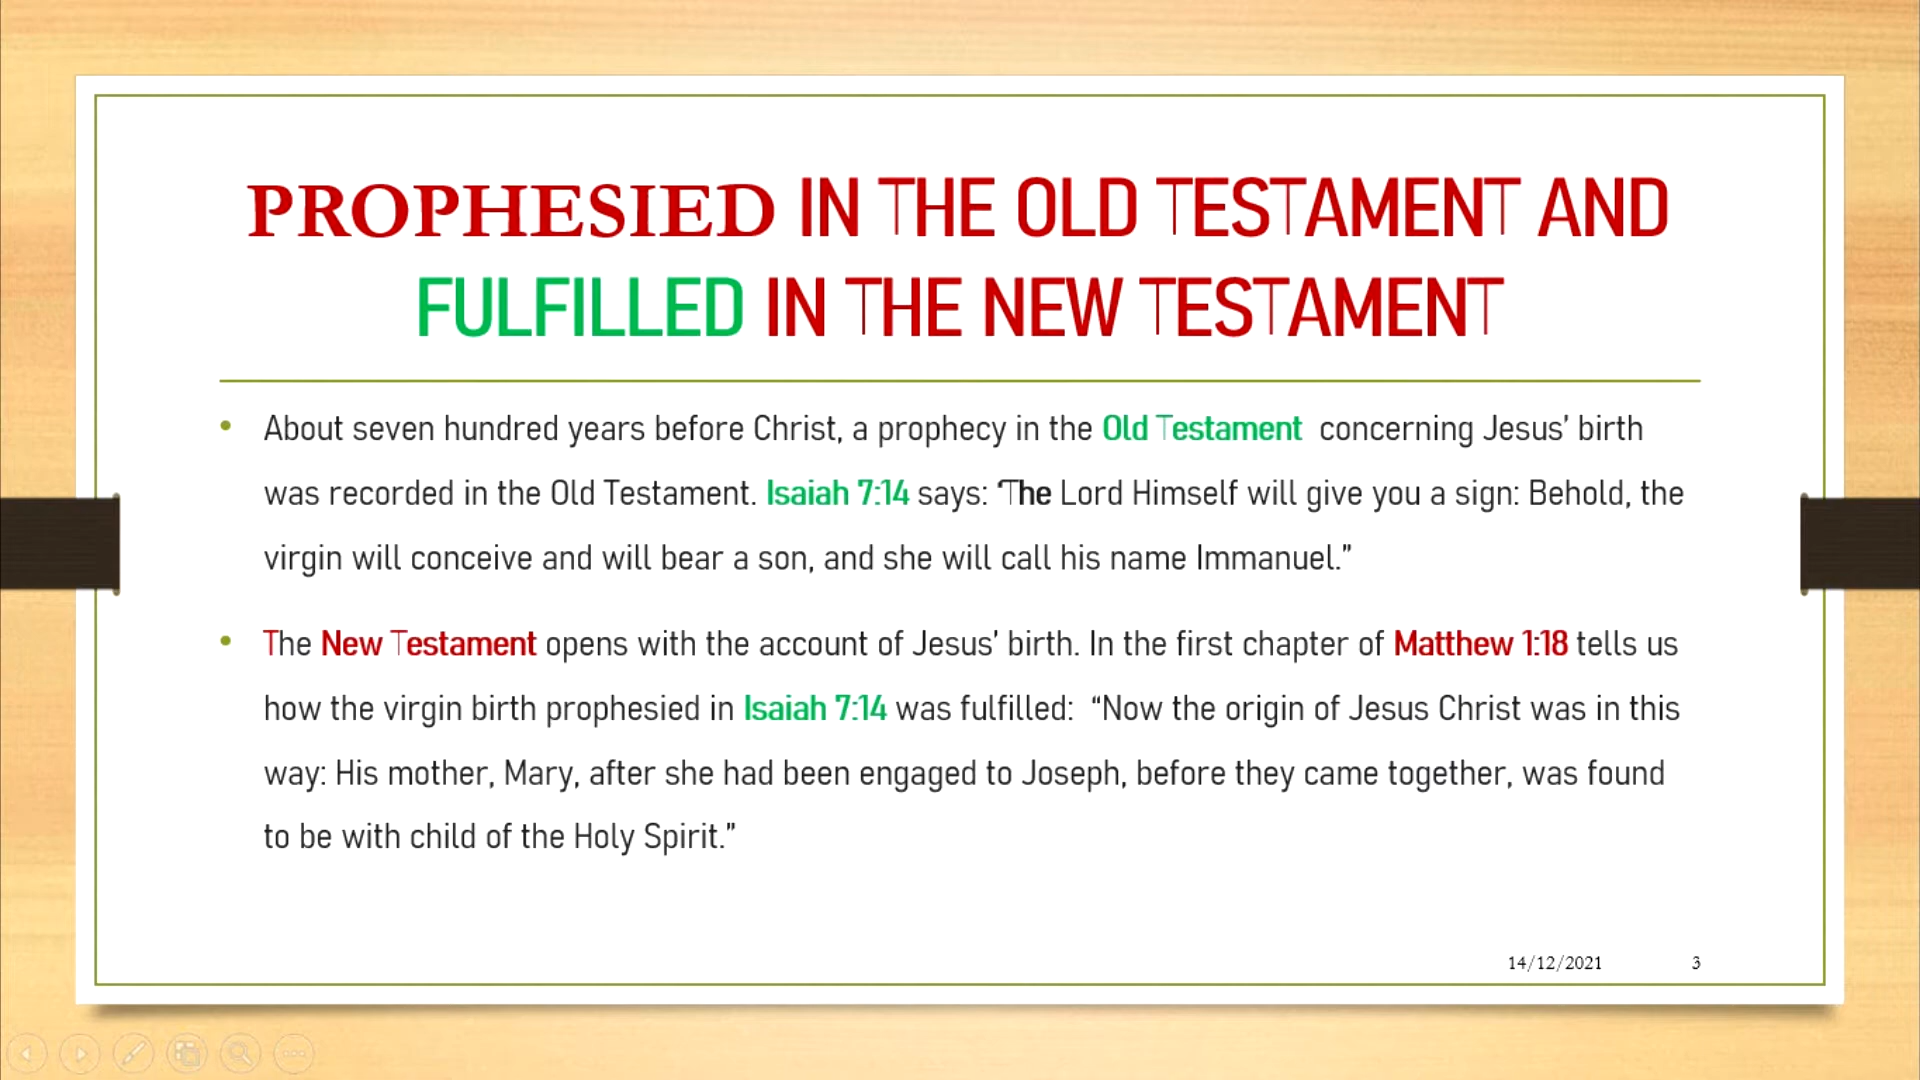 PROPHESIED IN THE OLD TESTAMENT AND
FULFILLED IN THE NEW TESTAMENT
• About seven hundred years before Christ, a prophecy in the Old Testament concerning Jesus’ birth
was recorded in the Old Testament. Isaiah 7:14 says: ‘The Lord Himself will give you a sign: Behold, the
virgin will conceive and will bear a son, and she will call his name Immanuel.”
• The New Testament opens with the account of Jesus’ birth. In the first chapter of Matthew 1:18 tells us
how the virgin birth prophesied in Isaiah 7:14 was fulfilled: “Now the origin of Jesus Christ was in this
way: His mother, Mary, after she had been engaged to Joseph, before they came together, was found
to be with child of the Holy Spirit.”
14/12/2021 3